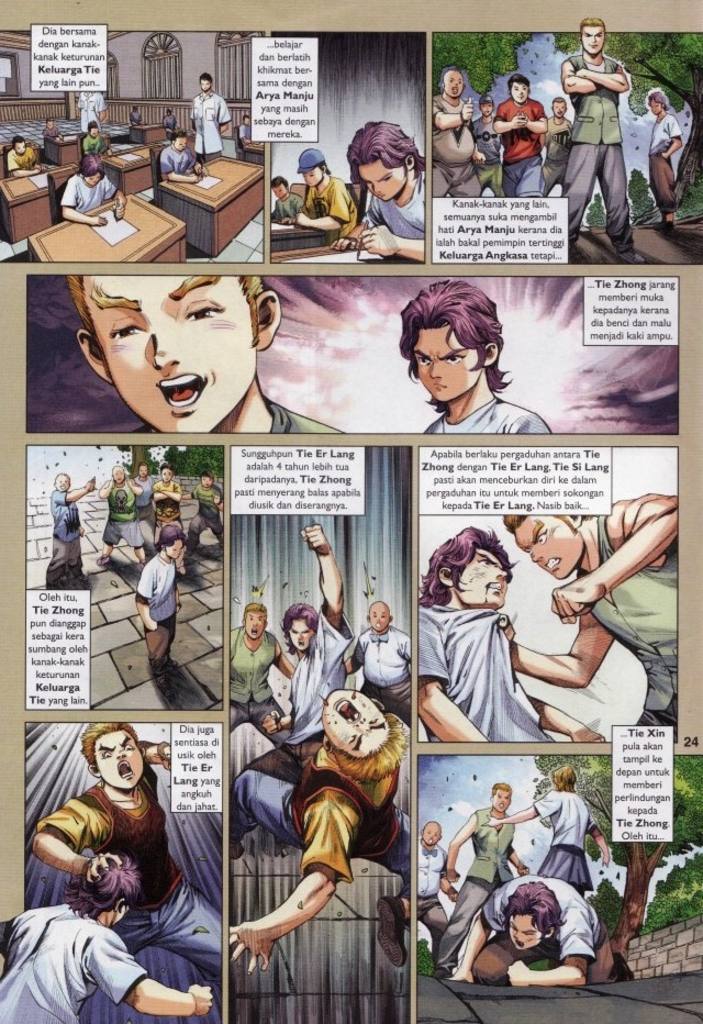 Dia bersama
dengan kanak-
kanak keturunan
Keluarga Tie
yang lain pun..
...belajar
dan berlatih
khikmat ber-
sama dengan
Arya Manju
yang masih
sebaya dengan
mereka.
Kanak-kanak yang lain,
semuanya suka mengambil
hati Arya Manju kerana dia
ialah bakal pemimpin tertinggi
Keluarga Angkasa tetapi...
...Tie Zhong jarang
memberi muka
kepadanya kerana
dia benci dan malu
menjadi kaki ampu.
Oleh itu,
Tie Zhong
pun dianggap
sebagai kera
sumbang oleh
kanak-kanak
keturunan
Keluarga
Tie yang lain.
Sungguhpun Tie Er Lang
adalah 4 tahun lebih tua
daripadanya, Tie Zhong
pasti menyerang balas apabila
diusik dan diserangnya.
Apabila berlaku pergaduhan antara Tie
Zhong dengan Tie Er Lang, Tie Si Lang
pasti akan menceburkan diri ke dalam
pergaduhan itu untuk memberi sokongan
kepada Tie Er Lang. Nasib baik...
Dia juga
sentiasa di
usik oleh
Tie Er
Lang yang
angkuh
dan jahat.
...Tie Xin
pula akan
tampil ke
depan untuk
memberi
perlindungan
kepada
Tie Zhong.
Oleh itu...
24